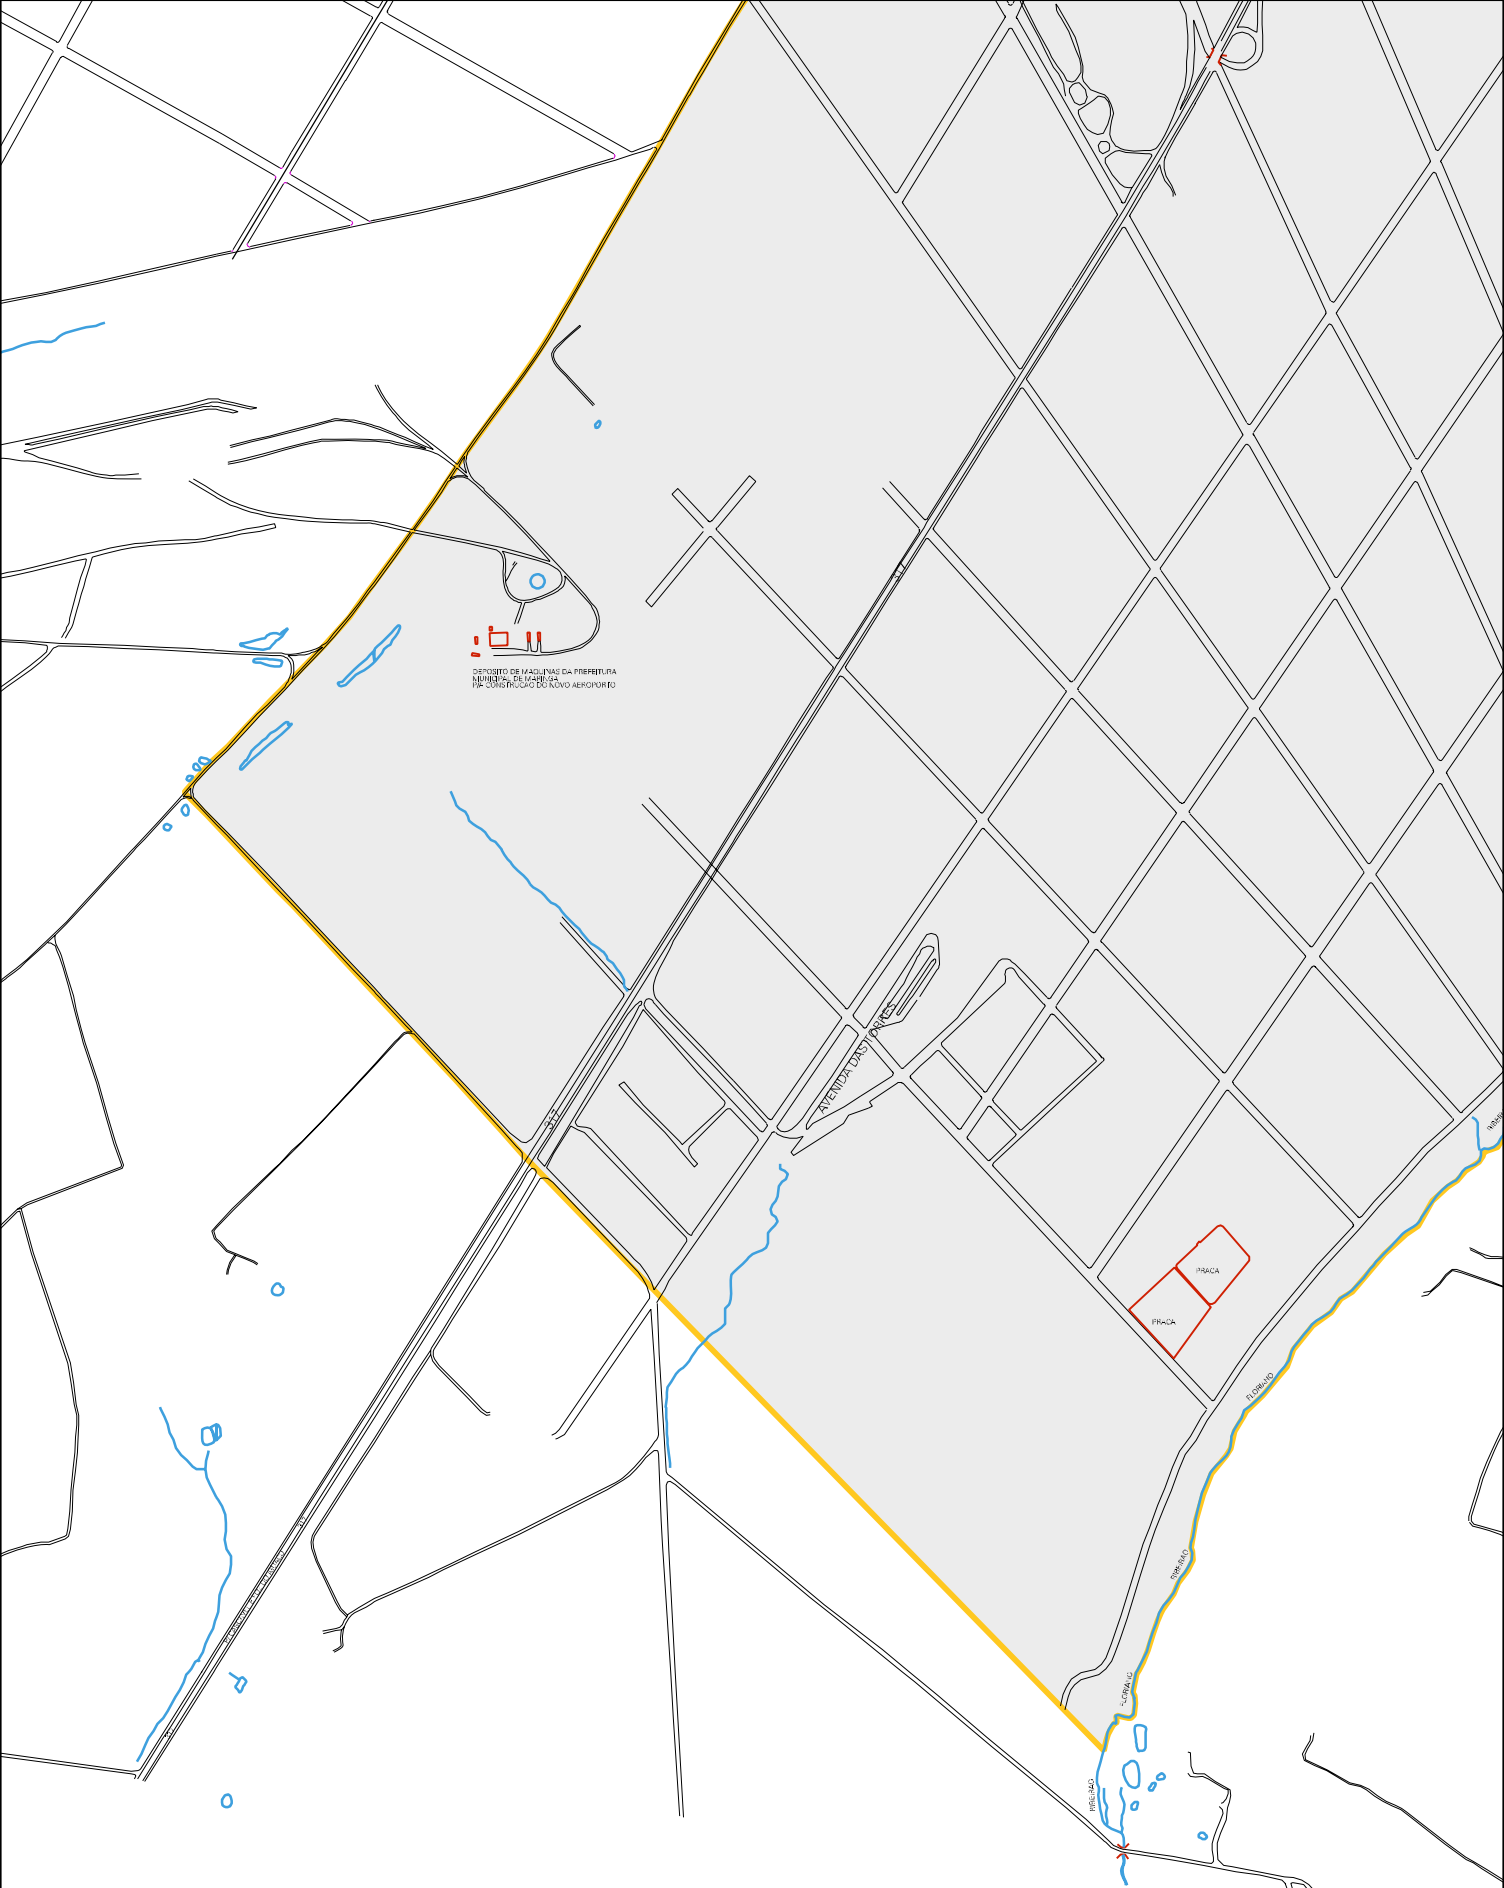 317
DEPOSITO DE MAQUINAS DA PREFEITURA
MUNICIPAL DE MARINGA
P/A CONSTRUCAO DO NOVO AEROPORTO
AVENIDA DAS TORRES
317
PRACA
PRACA
FLORIANO
317
RIBEIRAO
FLORIANO
RIBEIRAO